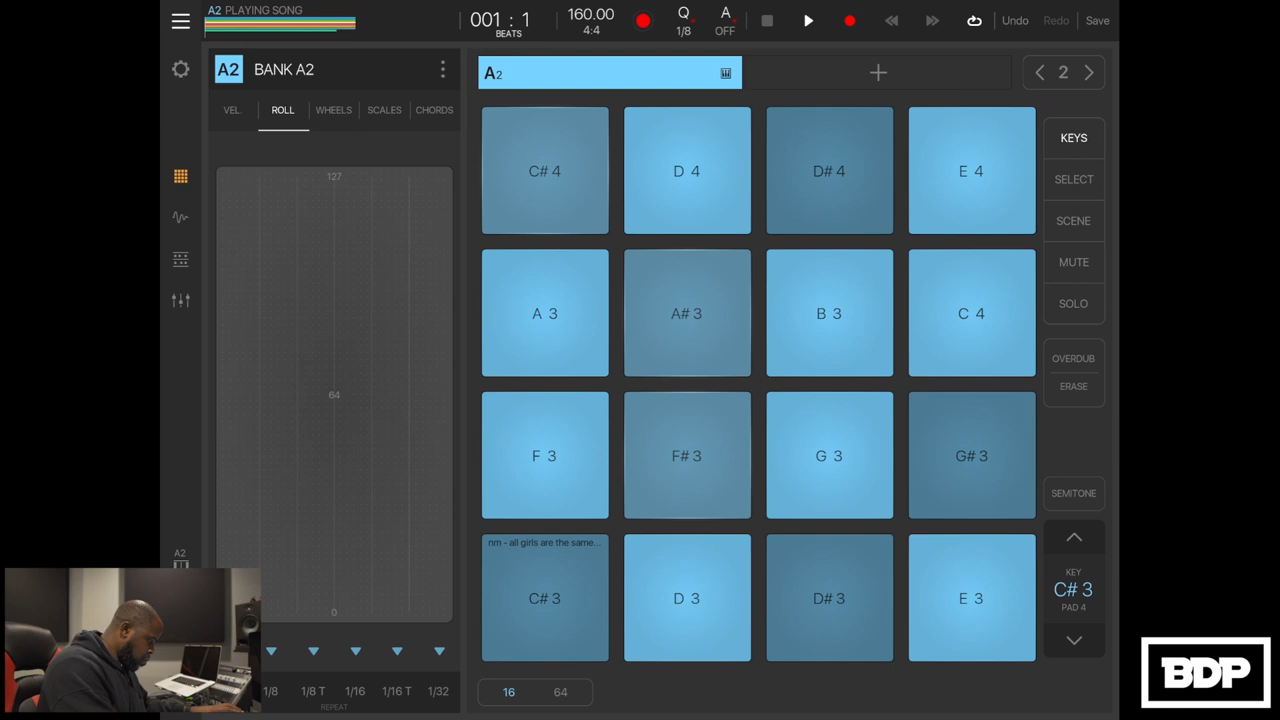 A2 PLAYING SONG
001 : 1
BEATS
160.00
4:4
Q
1/8
A
OFF
Undo
Redo
Save
A2 BANK A2
A2
2
VEL.
ROLL
WHEELS
SCALES
CHORDS
127
64
0
C# 4
D 4
D# 4
E 4
A 3
A# 3
B 3
C 4
F 3
F# 3
G 3
G# 3
nm - all girls are the same...
C# 3
D 3
D# 3
E 3
KEYS
SELECT
SCENE
MUTE
SOLO
OVERDUB
ERASE
SEMITONE
KEY
C# 3
PAD 4
A2
1/8
1/8 T
1/16
1/16 T
1/32
REPEAT
16
64
BDP